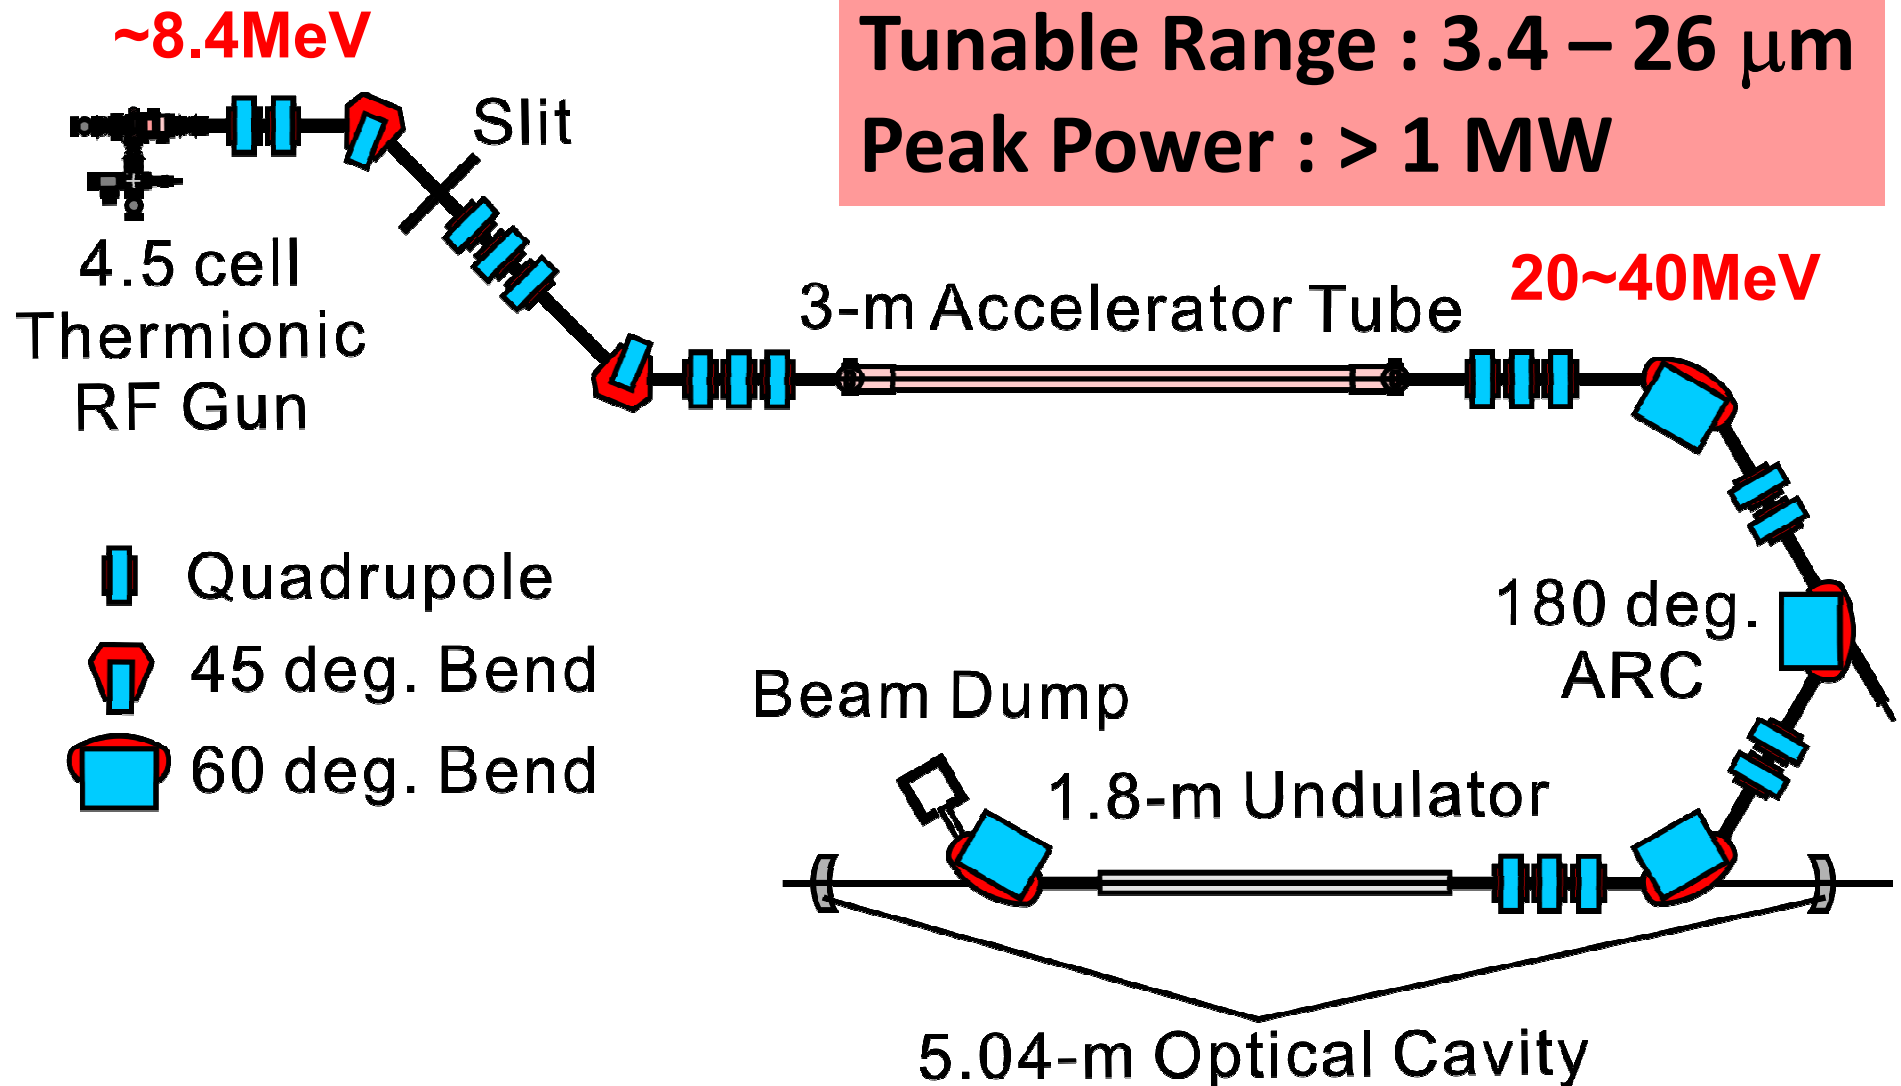 ~8.4MeV
Tunable Range : 3.4 – 26 μm
Peak Power : > 1 MW
Slit
4.5 cell
Thermionic
RF Gun
20~40MeV
3-m Accelerator Tube
Quadrupole
45 deg. Bend
60 deg. Bend
180 deg.
ARC
Beam Dump
1.8-m Undulator
5.04-m Optical Cavity